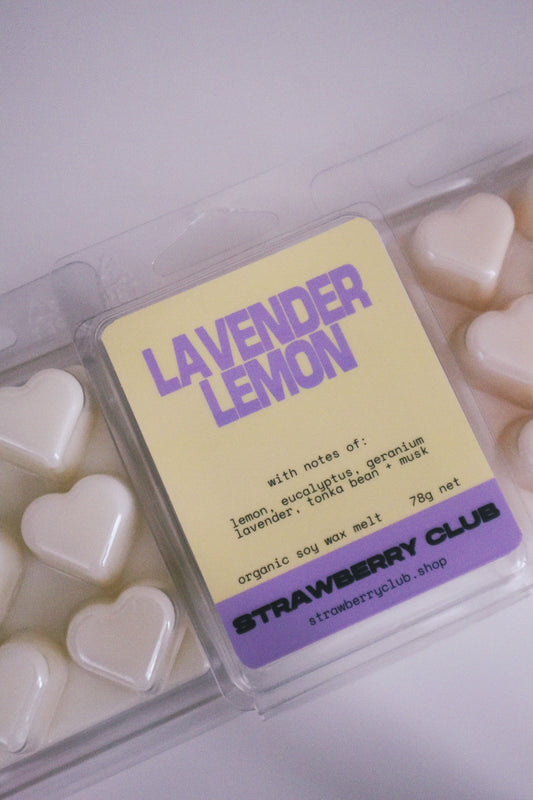 LAVENDER
LEMON
with notes of:
lemon, eucalyptus, geranium
lavender, tonka bean + musk
organic soy wax melt 78g net
STRAWBERRY CLUB
strawberryclub.shop